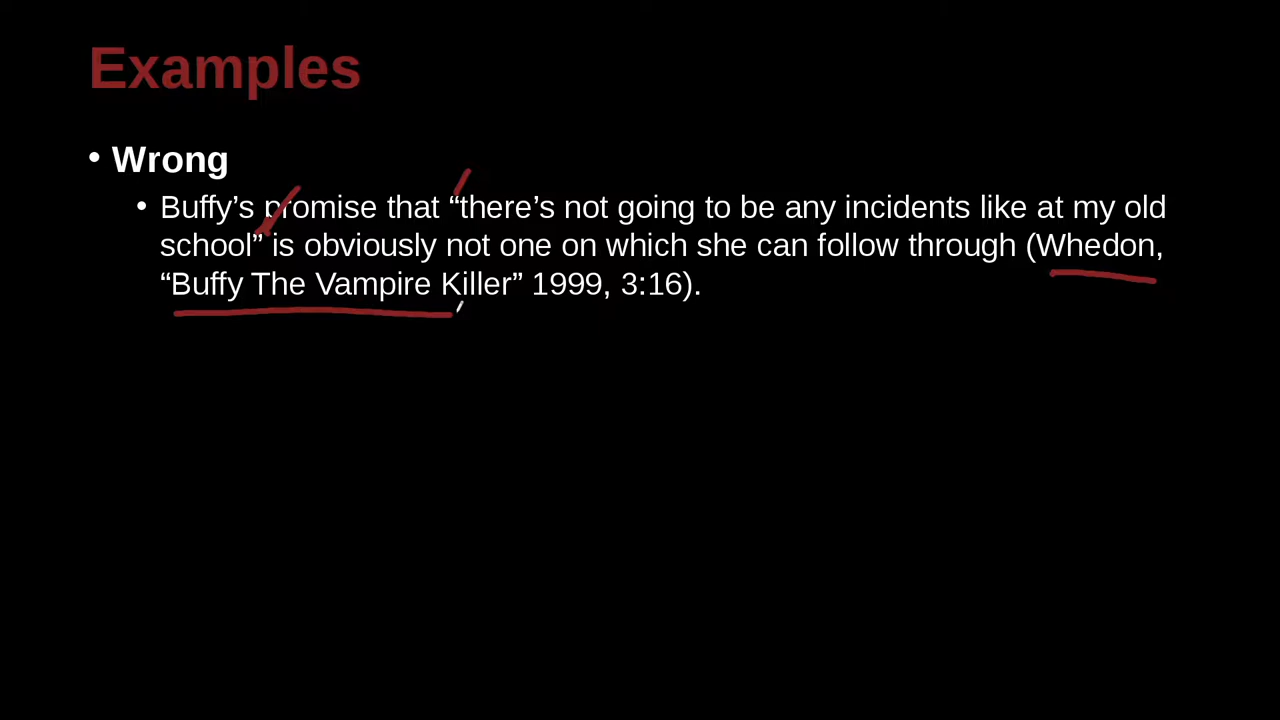 Examples
• Wrong
• Buffy’s promise that “there’s not going to be any incidents like at my old
school” is obviously not one on which she can follow through (Whedon,
“Buffy The Vampire Killer” 1999, 3:16).